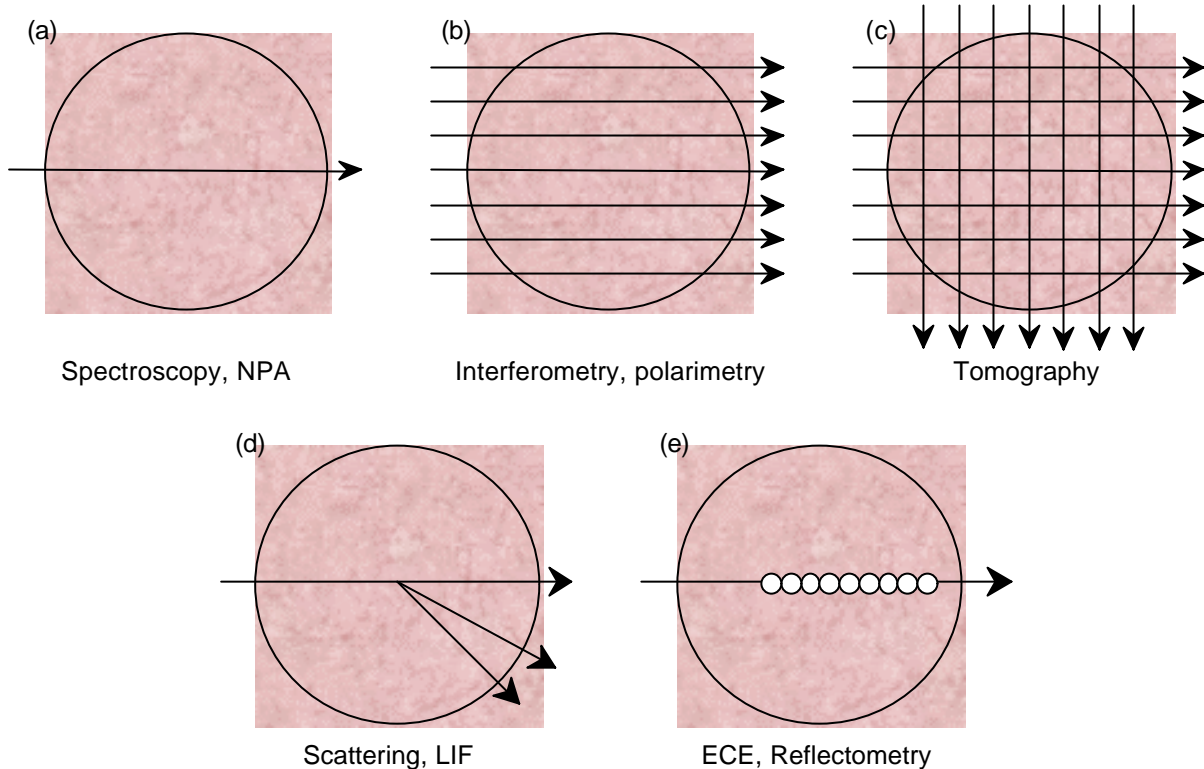 (a)
(b)
(c)
Spectroscopy, NPA
Interferometry, polarimetry
Tomography
(d)
(e)
Scattering, LIF
ECE, Reflectometry